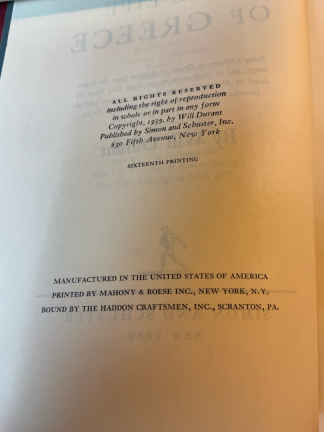 OF GREECE
ALL RIGHTS RESERVED
including the right of reproduction
in whole or in part in any form
Copyright, 1939, by Will Durant
Published by Simon and Schuster, Inc.
630 Fifth Avenue, New York
SIXTEENTH PRINTING
MANUFACTURED IN THE UNITED STATES OF AMERICA
PRINTED BY MAHONY & ROESE INC., NEW YORK, N.Y.
BOUND BY THE HADDON CRAFTSMEN, INC., SCRANTON, PA.